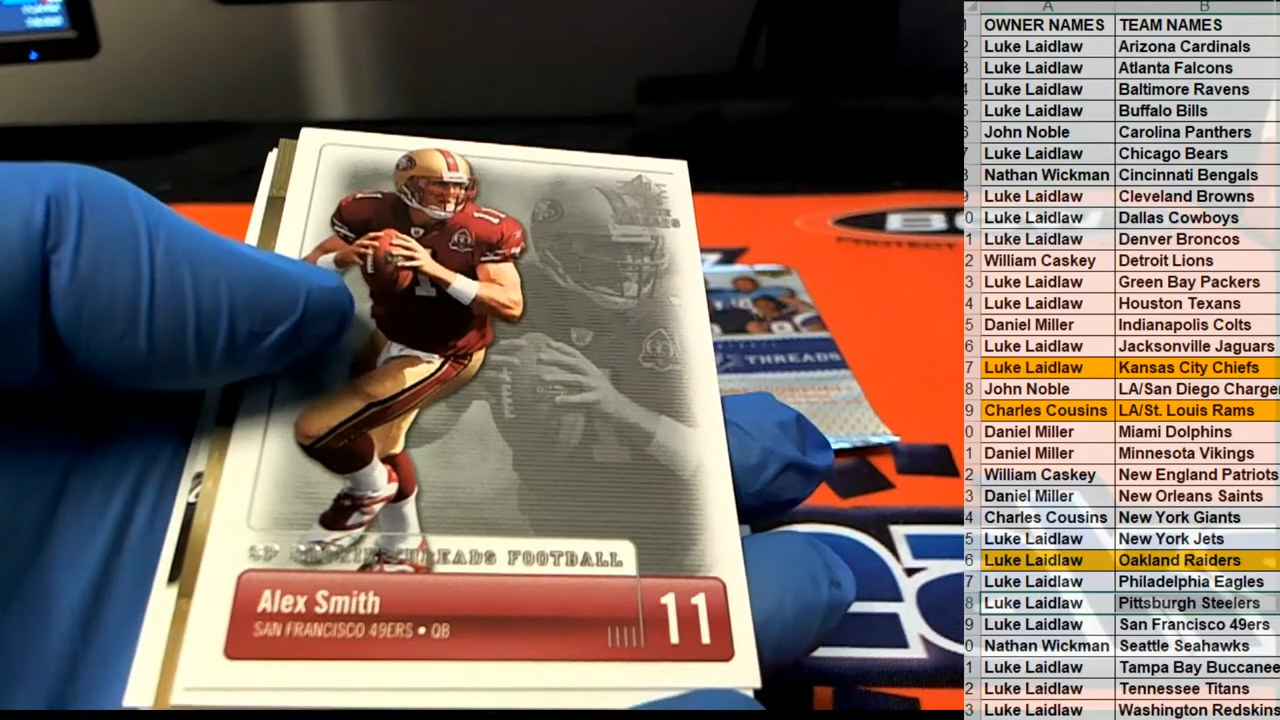 SP ROOKIE THREADS FOOTBALL
Alex Smith
SAN FRANCISCO 49ERS • QB
11
THREADS
A B
OWNER NAMES TEAM NAMES
Luke Laidlaw Arizona Cardinals
Luke Laidlaw Atlanta Falcons
Luke Laidlaw Baltimore Ravens
Luke Laidlaw Buffalo Bills
John Noble Carolina Panthers
Luke Laidlaw Chicago Bears
Nathan Wickman Cincinnati Bengals
Luke Laidlaw Cleveland Browns
Luke Laidlaw Dallas Cowboys
Luke Laidlaw Denver Broncos
William Caskey Detroit Lions
Luke Laidlaw Green Bay Packers
Luke Laidlaw Houston Texans
Daniel Miller Indianapolis Colts
Luke Laidlaw Jacksonville Jaguars
Luke Laidlaw Kansas City Chiefs
John Noble LA/San Diego Charge
Charles Cousins LA/St. Louis Rams
Daniel Miller Miami Dolphins
Daniel Miller Minnesota Vikings
William Caskey New England Patriots
Daniel Miller New Orleans Saints
Charles Cousins New York Giants
Luke Laidlaw New York Jets
Luke Laidlaw Oakland Raiders
Luke Laidlaw Philadelphia Eagles
Luke Laidlaw Pittsburgh Steelers
Luke Laidlaw San Francisco 49ers
Nathan Wickman Seattle Seahawks
Luke Laidlaw Tampa Bay Buccanee
Luke Laidlaw Tennessee Titans
Luke Laidlaw Washington Redskins